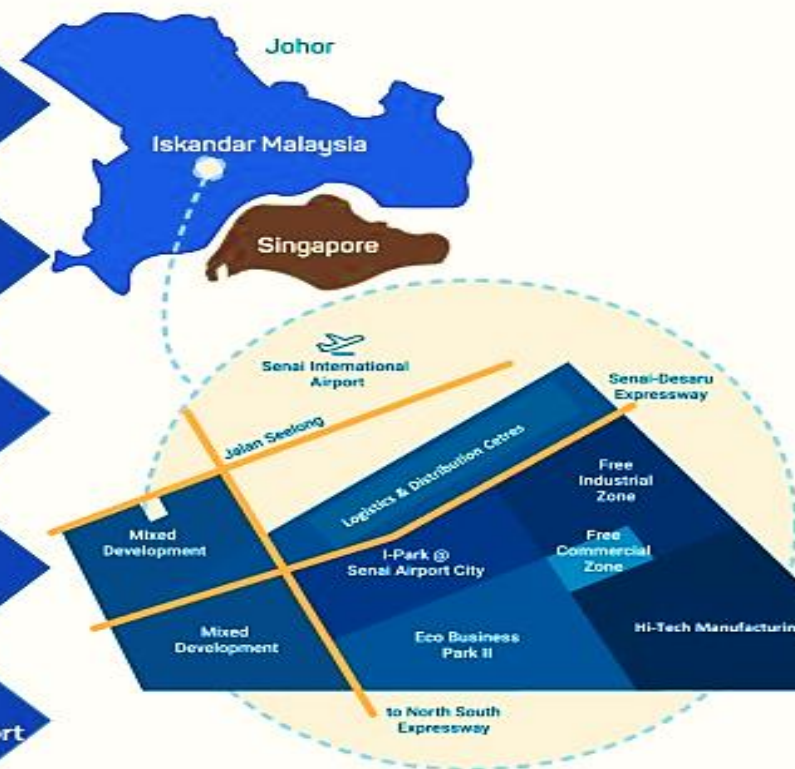 Johor
Iskandar Malaysia
Singapore
Senai International
Airport
Senai-Desaru
Expressway
Jalan Seelong
Logistics & Distribution Cetres
Free
Industrial
Zone
Mixed
Development
I-Park @
Senai Airport City
Free
Commercial
Zone
Mixed
Development
Eco Business
Park II
Hi-Tech Manufacturin
to North South
Expressway
rt